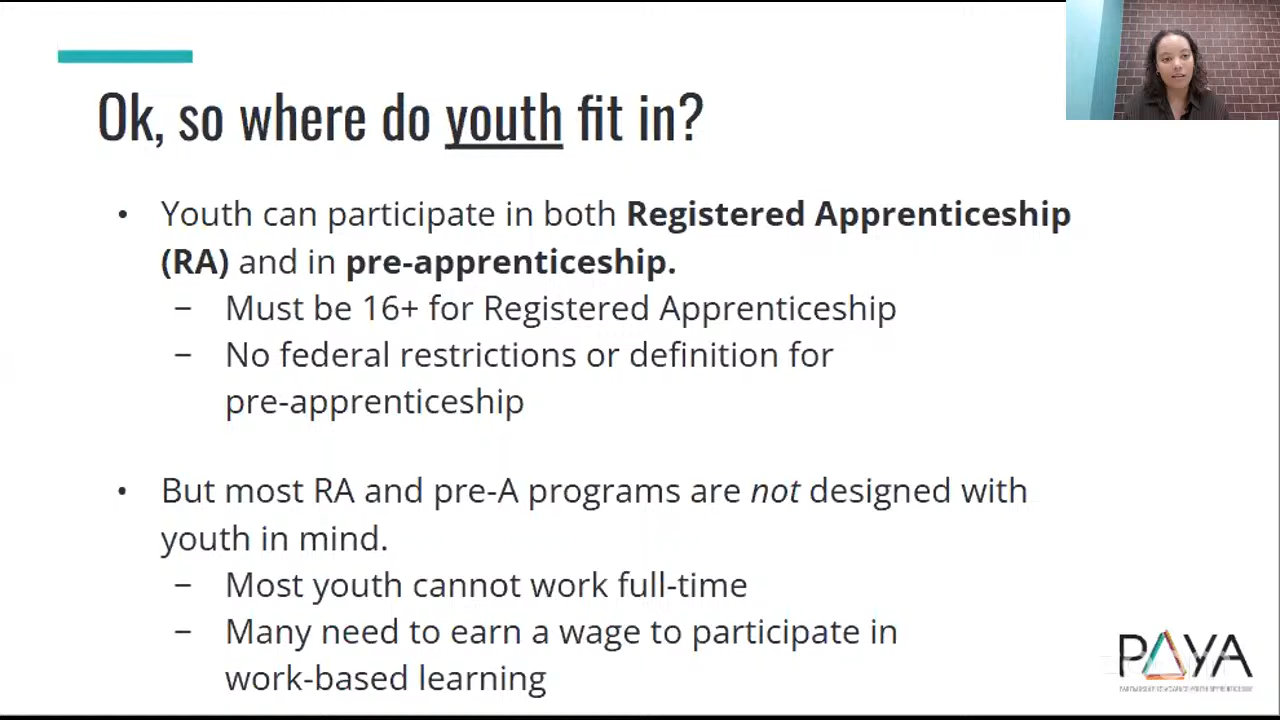 Ok, so where do youth fit in?
• Youth can participate in both Registered Apprenticeship
(RA) and in pre-apprenticeship.
– Must be 16+ for Registered Apprenticeship
– No federal restrictions or definition for
pre-apprenticeship
• But most RA and pre-A programs are not designed with
youth in mind.
– Most youth cannot work full-time
– Many need to earn a wage to participate in
work-based learning
PAYA